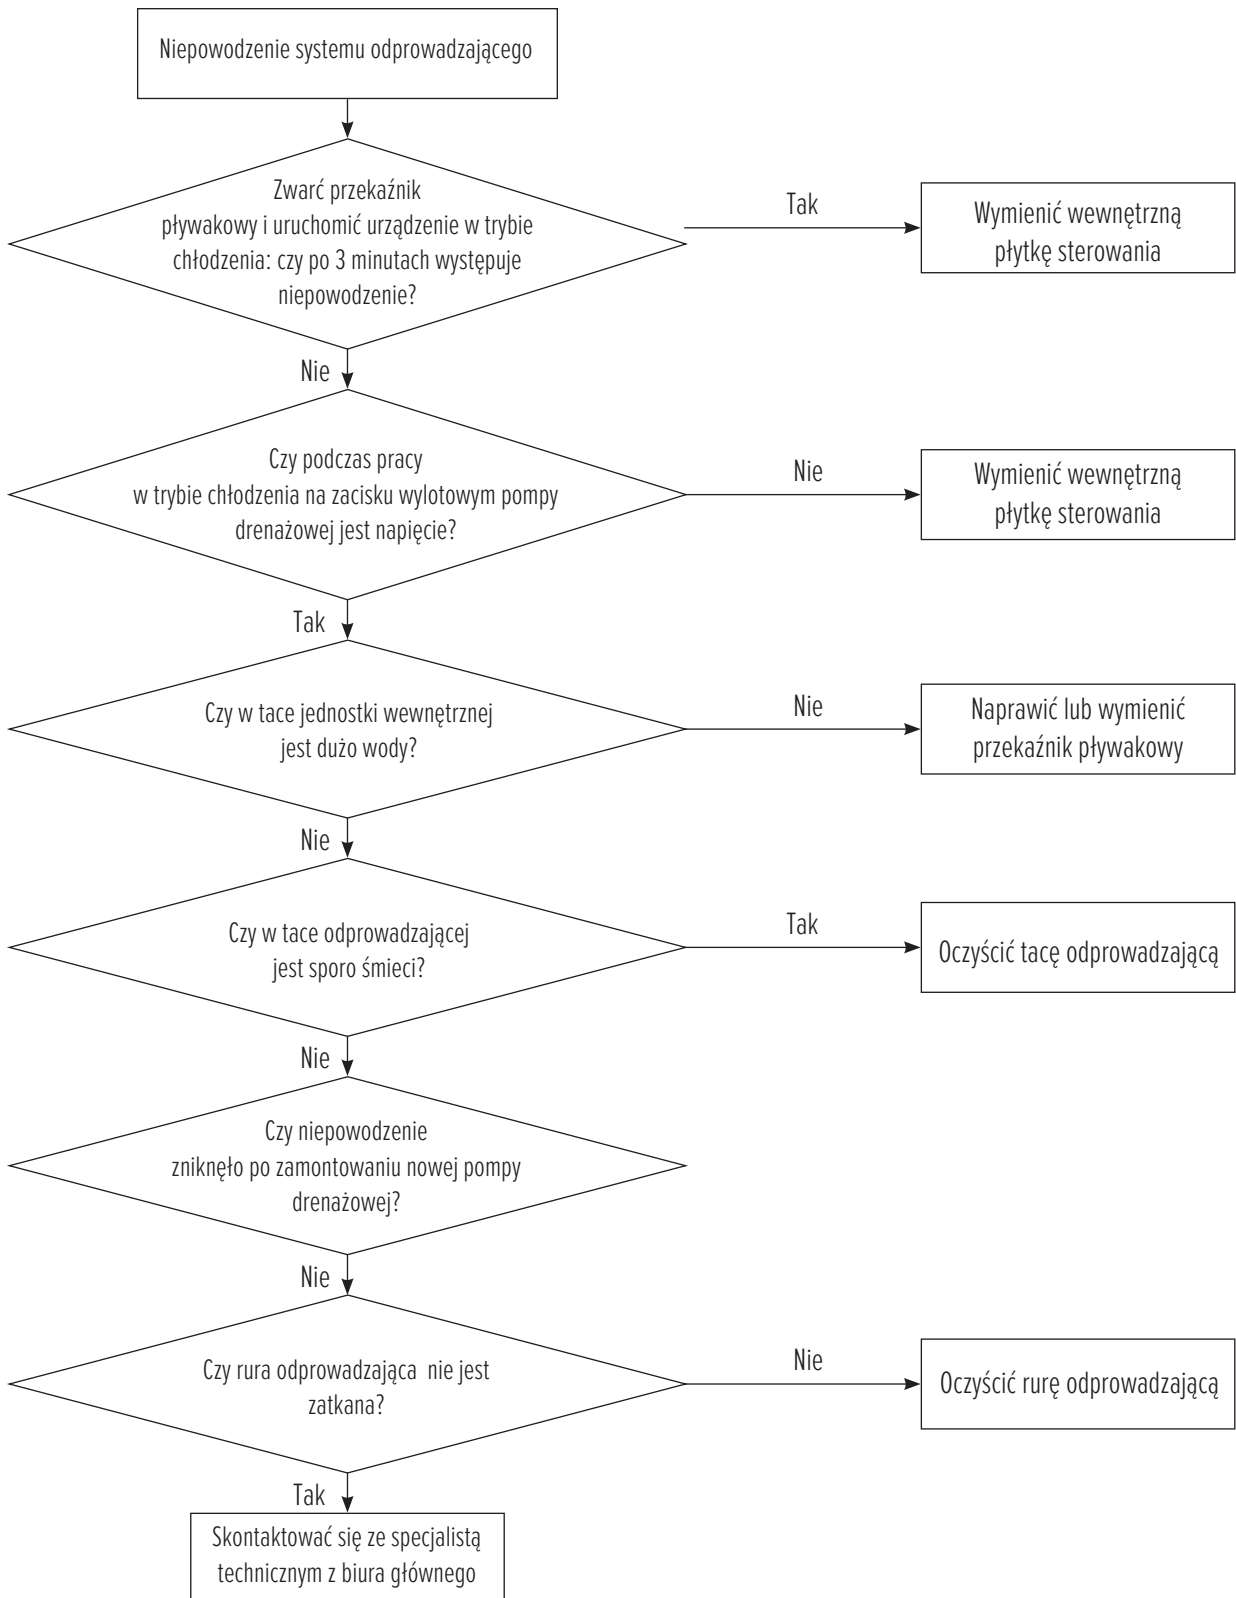 Niepowodzenie systemu odprowadzającego
Zwarć przekaźnik
pływakowy i uruchomić urządzenie w trybie
chłodzenia: czy po 3 minutach występuje
niepowodzenie?
Tak
Wymienić wewnętrzną
płytkę sterowania
Nie
Czy podczas pracy
w trybie chłodzenia na zacisku wylotowym pompy
drenażowej jest napięcie?
Nie
Wymienić wewnętrzną
płytkę sterowania
Tak
Czy w tace jednostki wewnętrznej
jest dużo wody?
Nie
Naprawić lub wymienić
przekaźnik pływakowy
Nie
Czy w tace odprowadzającej
jest sporo śmieci?
Tak
Oczyścić tacę odprowadzającą
Nie
Czy niepowodzenie
zniknęło po zamontowaniu nowej pompy
drenażowej?
Nie
Czy rura odprowadzająca  nie jest
zatkana?
Nie
Oczyścić rurę odprowadzającą
Tak
Skontaktować się ze specjalistą
technicznym z biura głównego